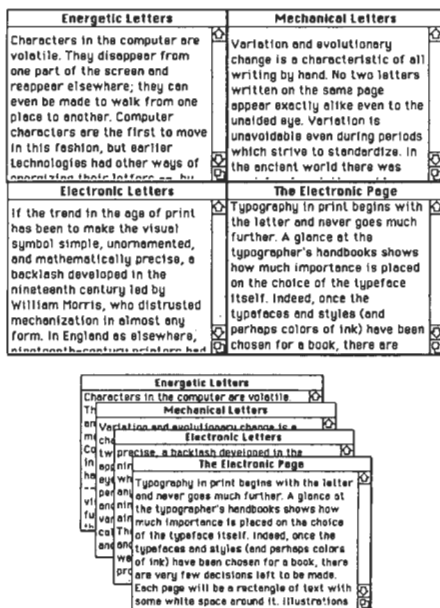 Energetic Letters
Characters in the computer are
volatile. They disappear from
one part of the screen and
reappear elsewhere; they can
even be made to walk from one
place to another. Computer
characters are the first to move
in this fashion, but earlier
technologies had other ways of
energizing their letters -- by
Mechanical Letters
Variation and evolutionary
change is a characteristic of all
writing by hand. No two letters
written on the same page
appear exactly alike even to the
unaided eye. Variation is
unavoidable even during periods
which strive to standardize. In
the ancient world there was
Electronic Letters
If the trend in the age of print
has been to make the visual
symbol simple, unornamented,
and mathematically precise, a
backlash developed in the
nineteenth century led by
William Morris, who distrusted
mechanization in almost any
form. In England as elsewhere,
nineteenth-century printers had
The Electronic Page
Typography in print begins with
the letter and never goes much
further. A glance at the
typographer's handbooks shows
how much importance is placed
on the choice of the typeface
itself. Indeed, once the
typefaces and styles (and
perhaps colors of ink) have been
chosen for a book, there are
Energetic Letters
Characters in the computer are volatile.
Mechanical Letters
Variation and evolutionary change is a
Electronic Letters
precise, a backlash developed in the
The Electronic Page
Typography in print begins with the letter
and never goes much further. A glance at
the typographer's handbooks shows how
much importance is placed on the choice
of the typeface itself. Indeed, once the
typefaces and styles (and perhaps colors
of ink) have been chosen for a book, there
are very few decisions left to be made.
Each page will be a rectangle of text with
some white space around it. Illustrations